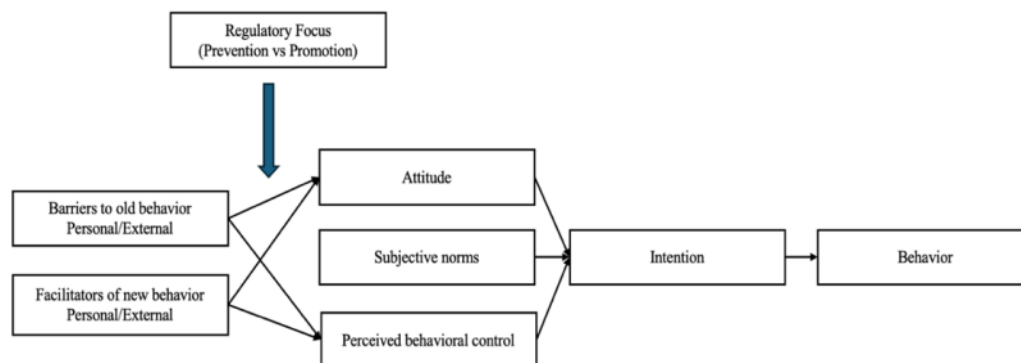 Regulatory Focus
(Prevention vs Promotion)
Attitude
Barriers to old behavior
Personal/External
Subjective norms
Intention
Behavior
Facilitators of new behavior
Personal/External
Perceived behavioral control